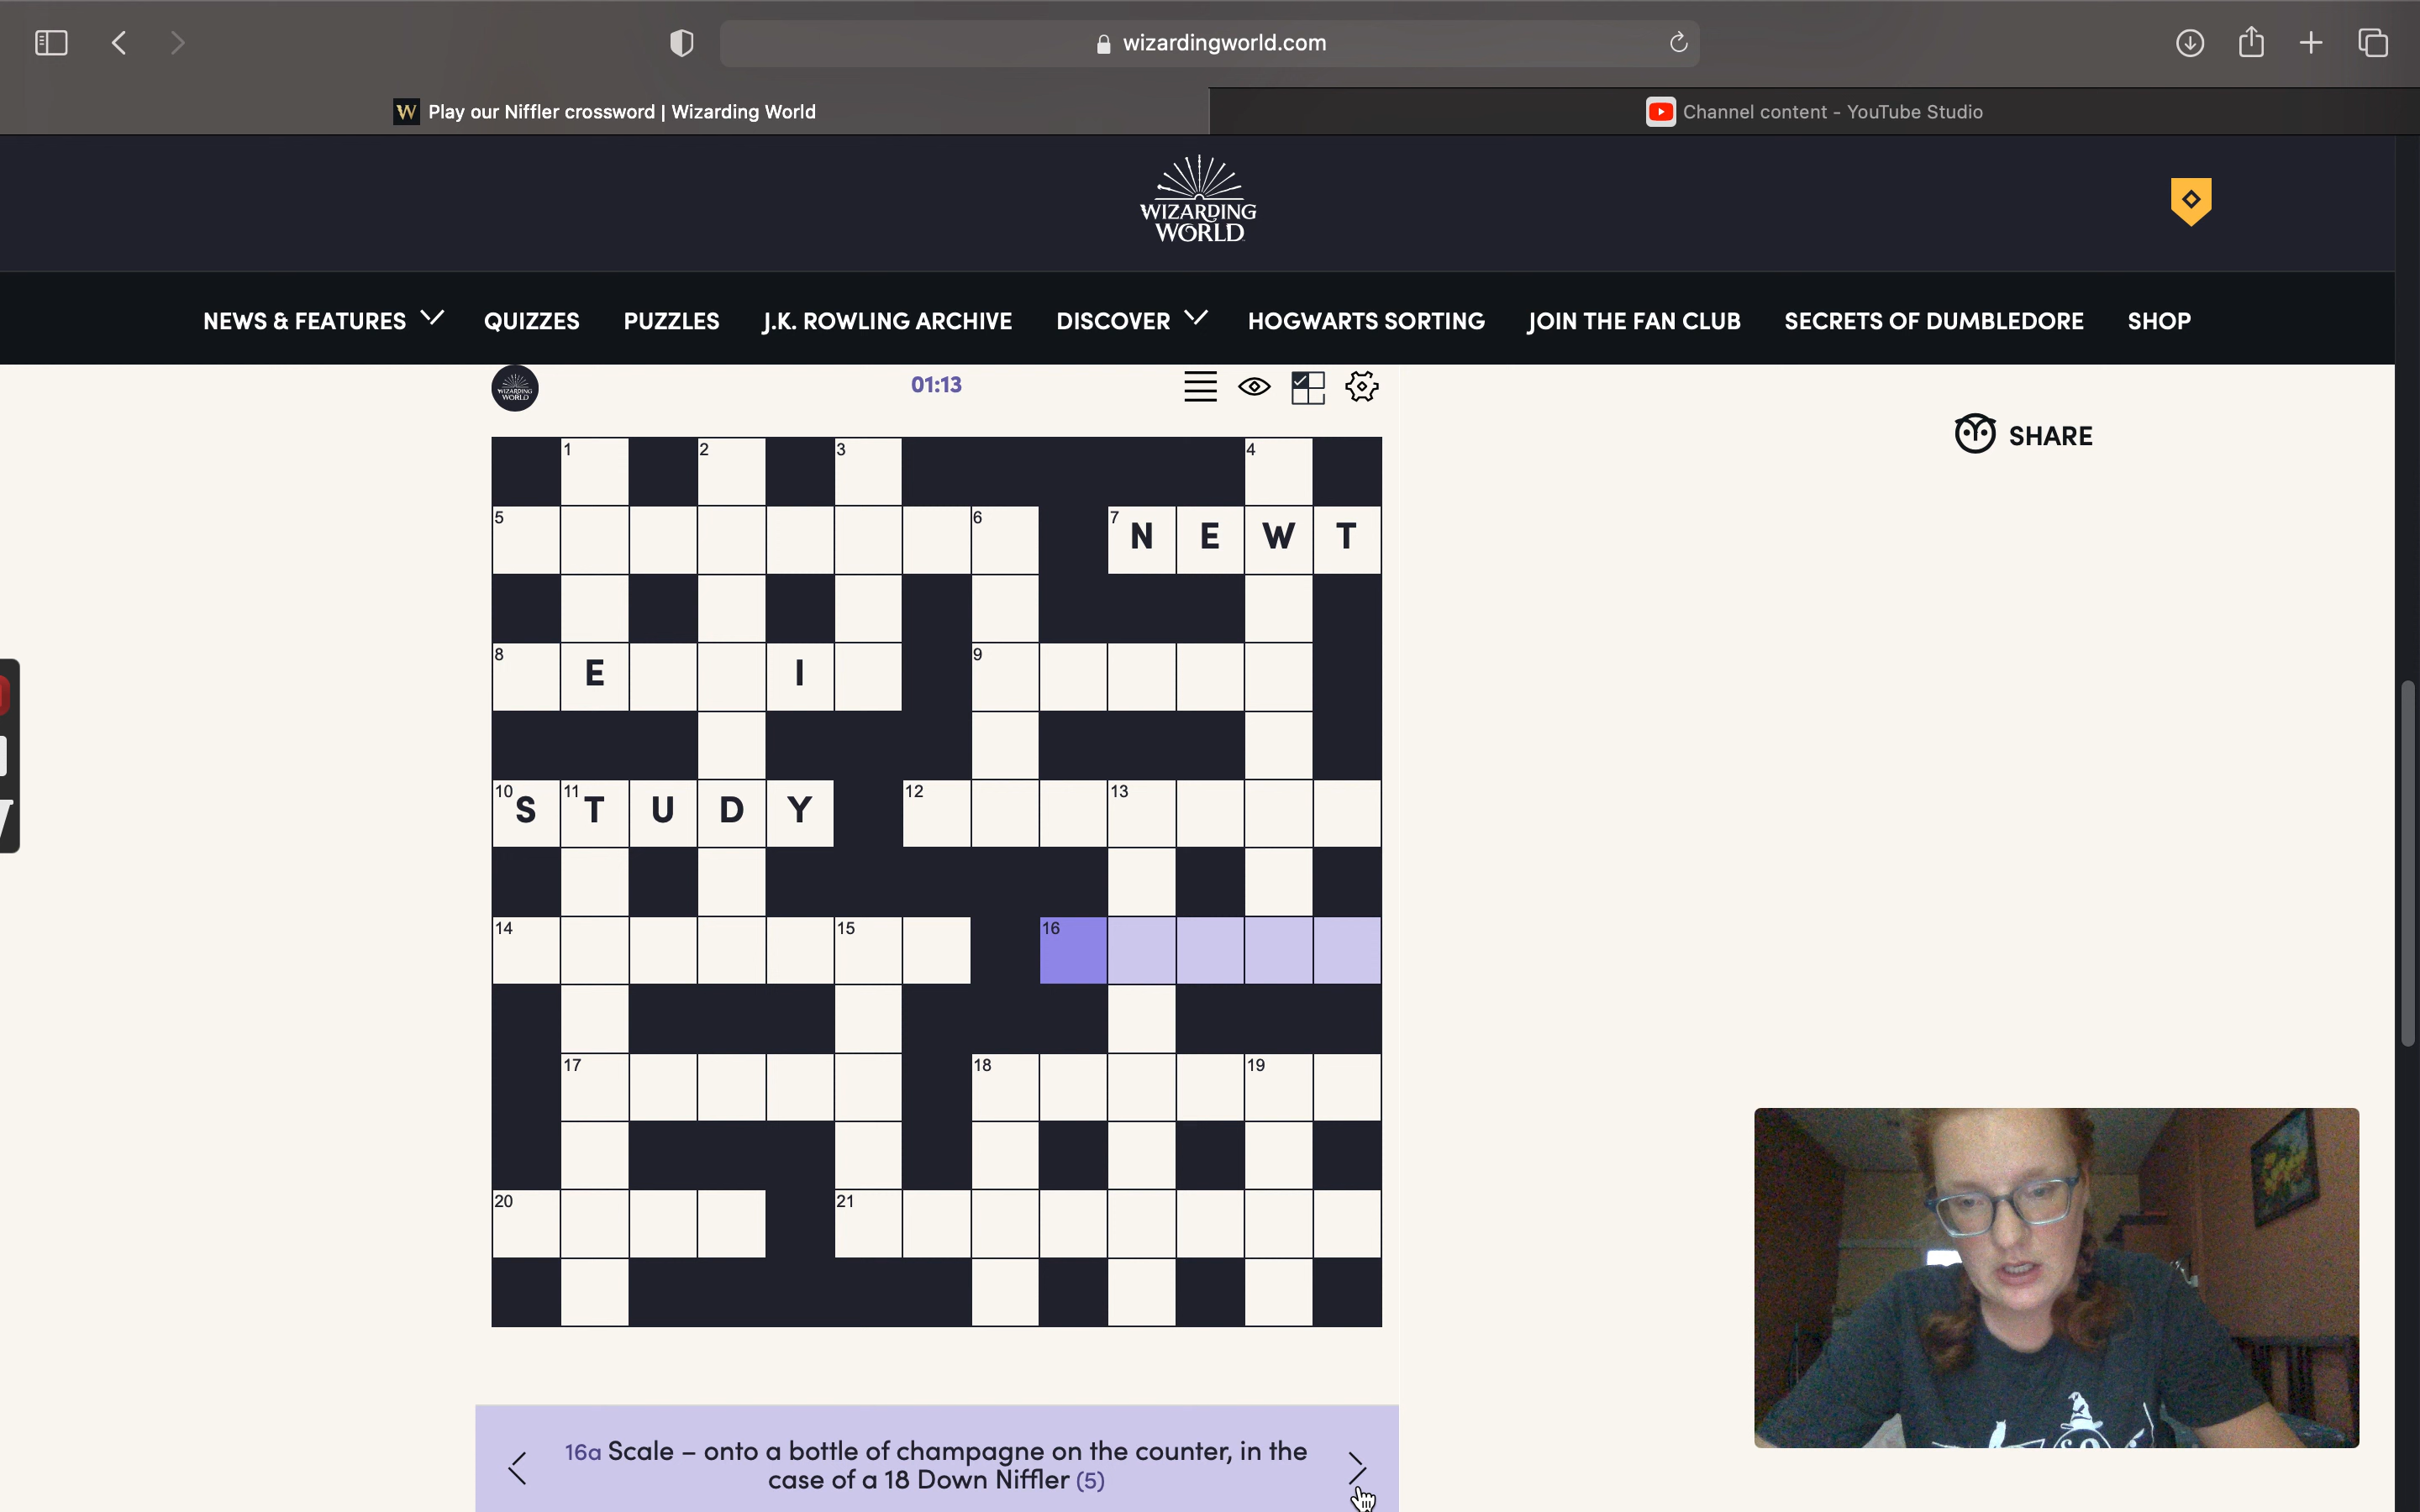 wizardingworld.com
W Play our Niffler crossword | Wizarding World
Channel content - YouTube Studio
WIZARDING
WORLD
NEWS & FEATURES QUIZZES PUZZLES J.K. ROWLING ARCHIVE DISCOVER HOGWARTS SORTING JOIN THE FAN CLUB SECRETS OF DUMBLEDORE SHOP
WIZARDING
WORLD
01:13
SHARE
1 2 3 4
5 6 7 N E W T
8 E I 9
10 S 11 T U D Y 12 13
14 15 16
17 18 19
20 21
16a Scale – onto a bottle of champagne on the counter, in the
case of a 18 Down Niffler (5)